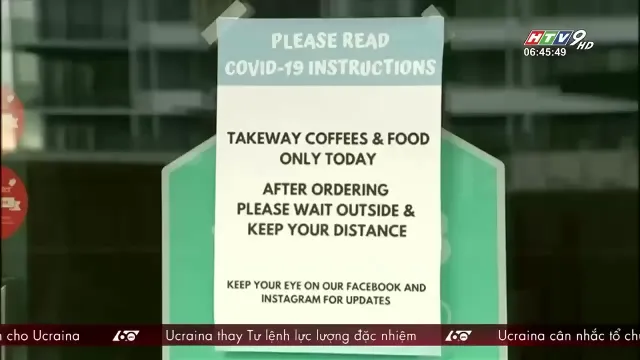 HTV9 HD
06:45:49
PLEASE READ
COVID-19 INSTRUCTIONS
TAKEWAY COFFEES & FOOD
ONLY TODAY
AFTER ORDERING
PLEASE WAIT OUTSIDE &
KEEP YOUR DISTANCE
KEEP YOUR EYE ON OUR FACEBOOK AND
INSTAGRAM FOR UPDATES
cho Ucraina 60 Ucraina thay Tư lệnh lực lượng đặc nhiệm 60 Ucraina cân nhắc tổ